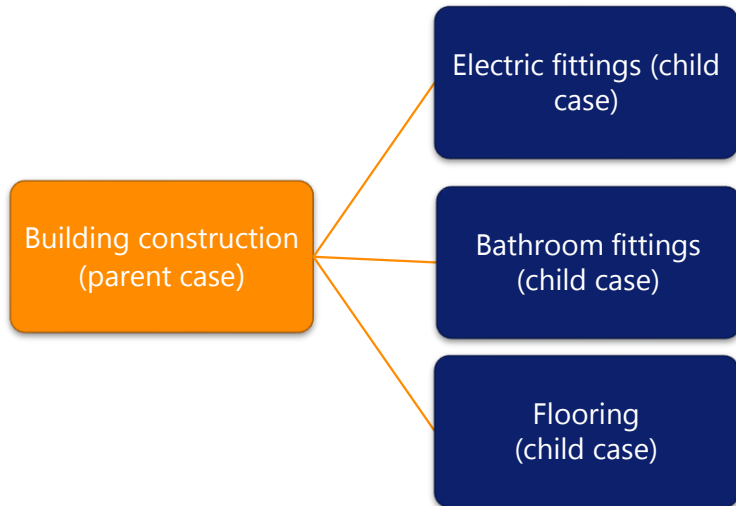 Electric fittings (child
case)
Building construction
(parent case)
Bathroom fittings
(child case)
Flooring
(child case)